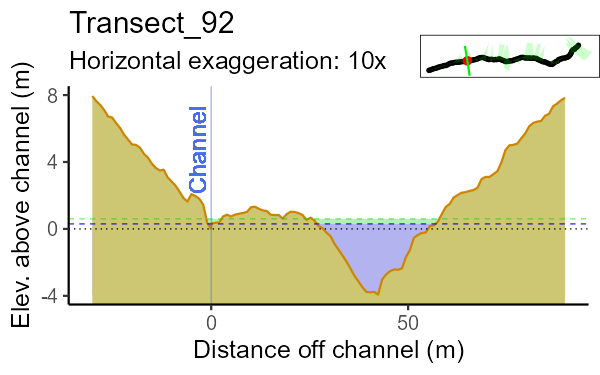 Transect_92
Horizontal exaggeration: 10x
Elev. above channel (m)
8
4
0
-4
Channel
0
50
Distance off channel (m)